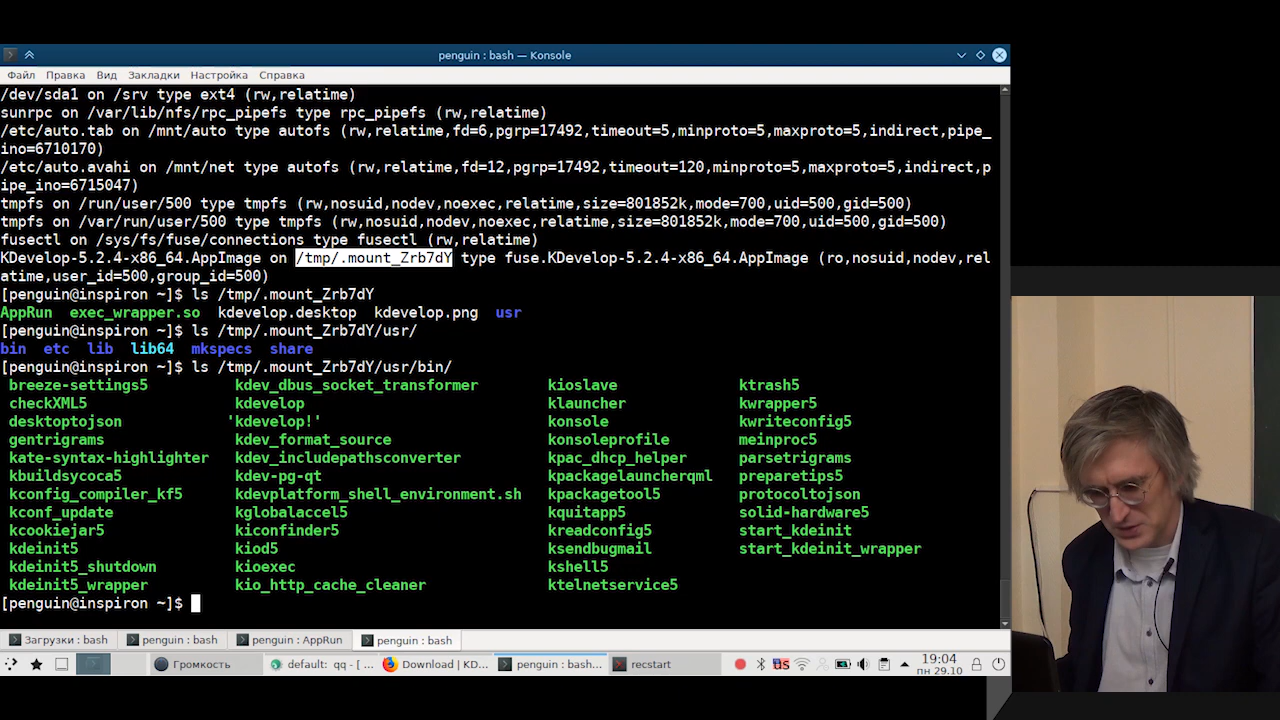 penguin : bash — Konsole
Файл Правка Вид Закладки Настройка Справка
/dev/sda1 on /srv type ext4 (rw,relatime)
sunrpc on /var/lib/nfs/rpc_pipefs type rpc_pipefs (rw,relatime)
/etc/auto.tab on /mnt/auto type autofs (rw,relatime,fd=6,pgrp=17492,timeout=5,minproto=5,maxproto=5,indirect,pipe_
ino=6710170)
/etc/auto.avahi on /mnt/net type autofs (rw,relatime,fd=12,pgrp=17492,timeout=120,minproto=5,maxproto=5,indirect,p
ipe_ino=6715047)
tmpfs on /run/user/500 type tmpfs (rw,nosuid,nodev,noexec,relatime,size=801852k,mode=700,uid=500,gid=500)
tmpfs on /var/run/user/500 type tmpfs (rw,nosuid,nodev,noexec,relatime,size=801852k,mode=700,uid=500,gid=500)
fusectl on /sys/fs/fuse/connections type fusectl (rw,relatime)
KDevelop-5.2.4-x86_64.AppImage on /tmp/.mount_Zrb7dY type fuse.KDevelop-5.2.4-x86_64.AppImage (ro,nosuid,nodev,rel
atime,user_id=500,group_id=500)
[penguin@inspiron ~]$ ls /tmp/.mount_Zrb7dY
AppRun exec_wrapper.so kdevelop.desktop kdevelop.png usr
[penguin@inspiron ~]$ ls /tmp/.mount_Zrb7dY/usr/
bin etc lib lib64 mkspecs share
[penguin@inspiron ~]$ ls /tmp/.mount_Zrb7dY/usr/bin/
breeze-settings5 kdev_dbus_socket_transformer kioslave ktrash5
checkXML5 kdevelop klauncher kwrapper5
desktoptojson 'kdevelop!' konsole kwriteconfig5
gentrigrams kdev_format_source konsoleprofile meinproc5
kate-syntax-highlighter kdev_includepathsconverter kpac_dhcp_helper parsetrigrams
kbuildsycoca5 kdev-pg-qt kpackagelauncherqml preparetips5
kconfig_compiler_kf5 kdevplatform_shell_environment.sh kpackagetool5 protocoltojson
kconf_update kglobalaccel5 kquitapp5 solid-hardware5
kcookiejar5 kiconfinder5 kreadconfig5 start_kdeinit
kdeinit5 kiod5 ksendbugmail start_kdeinit_wrapper
kdeinit5_shutdown kioexec kshell5
kdeinit5_wrapper kio_http_cache_cleaner ktelnetservice5
[penguin@inspiron ~]$
Загрузки : bash penguin : bash penguin : AppRun penguin : bash
Громкость default: qq - [ ... Download | KD... penguin : bash... recstart US 19:04
пн 29.10